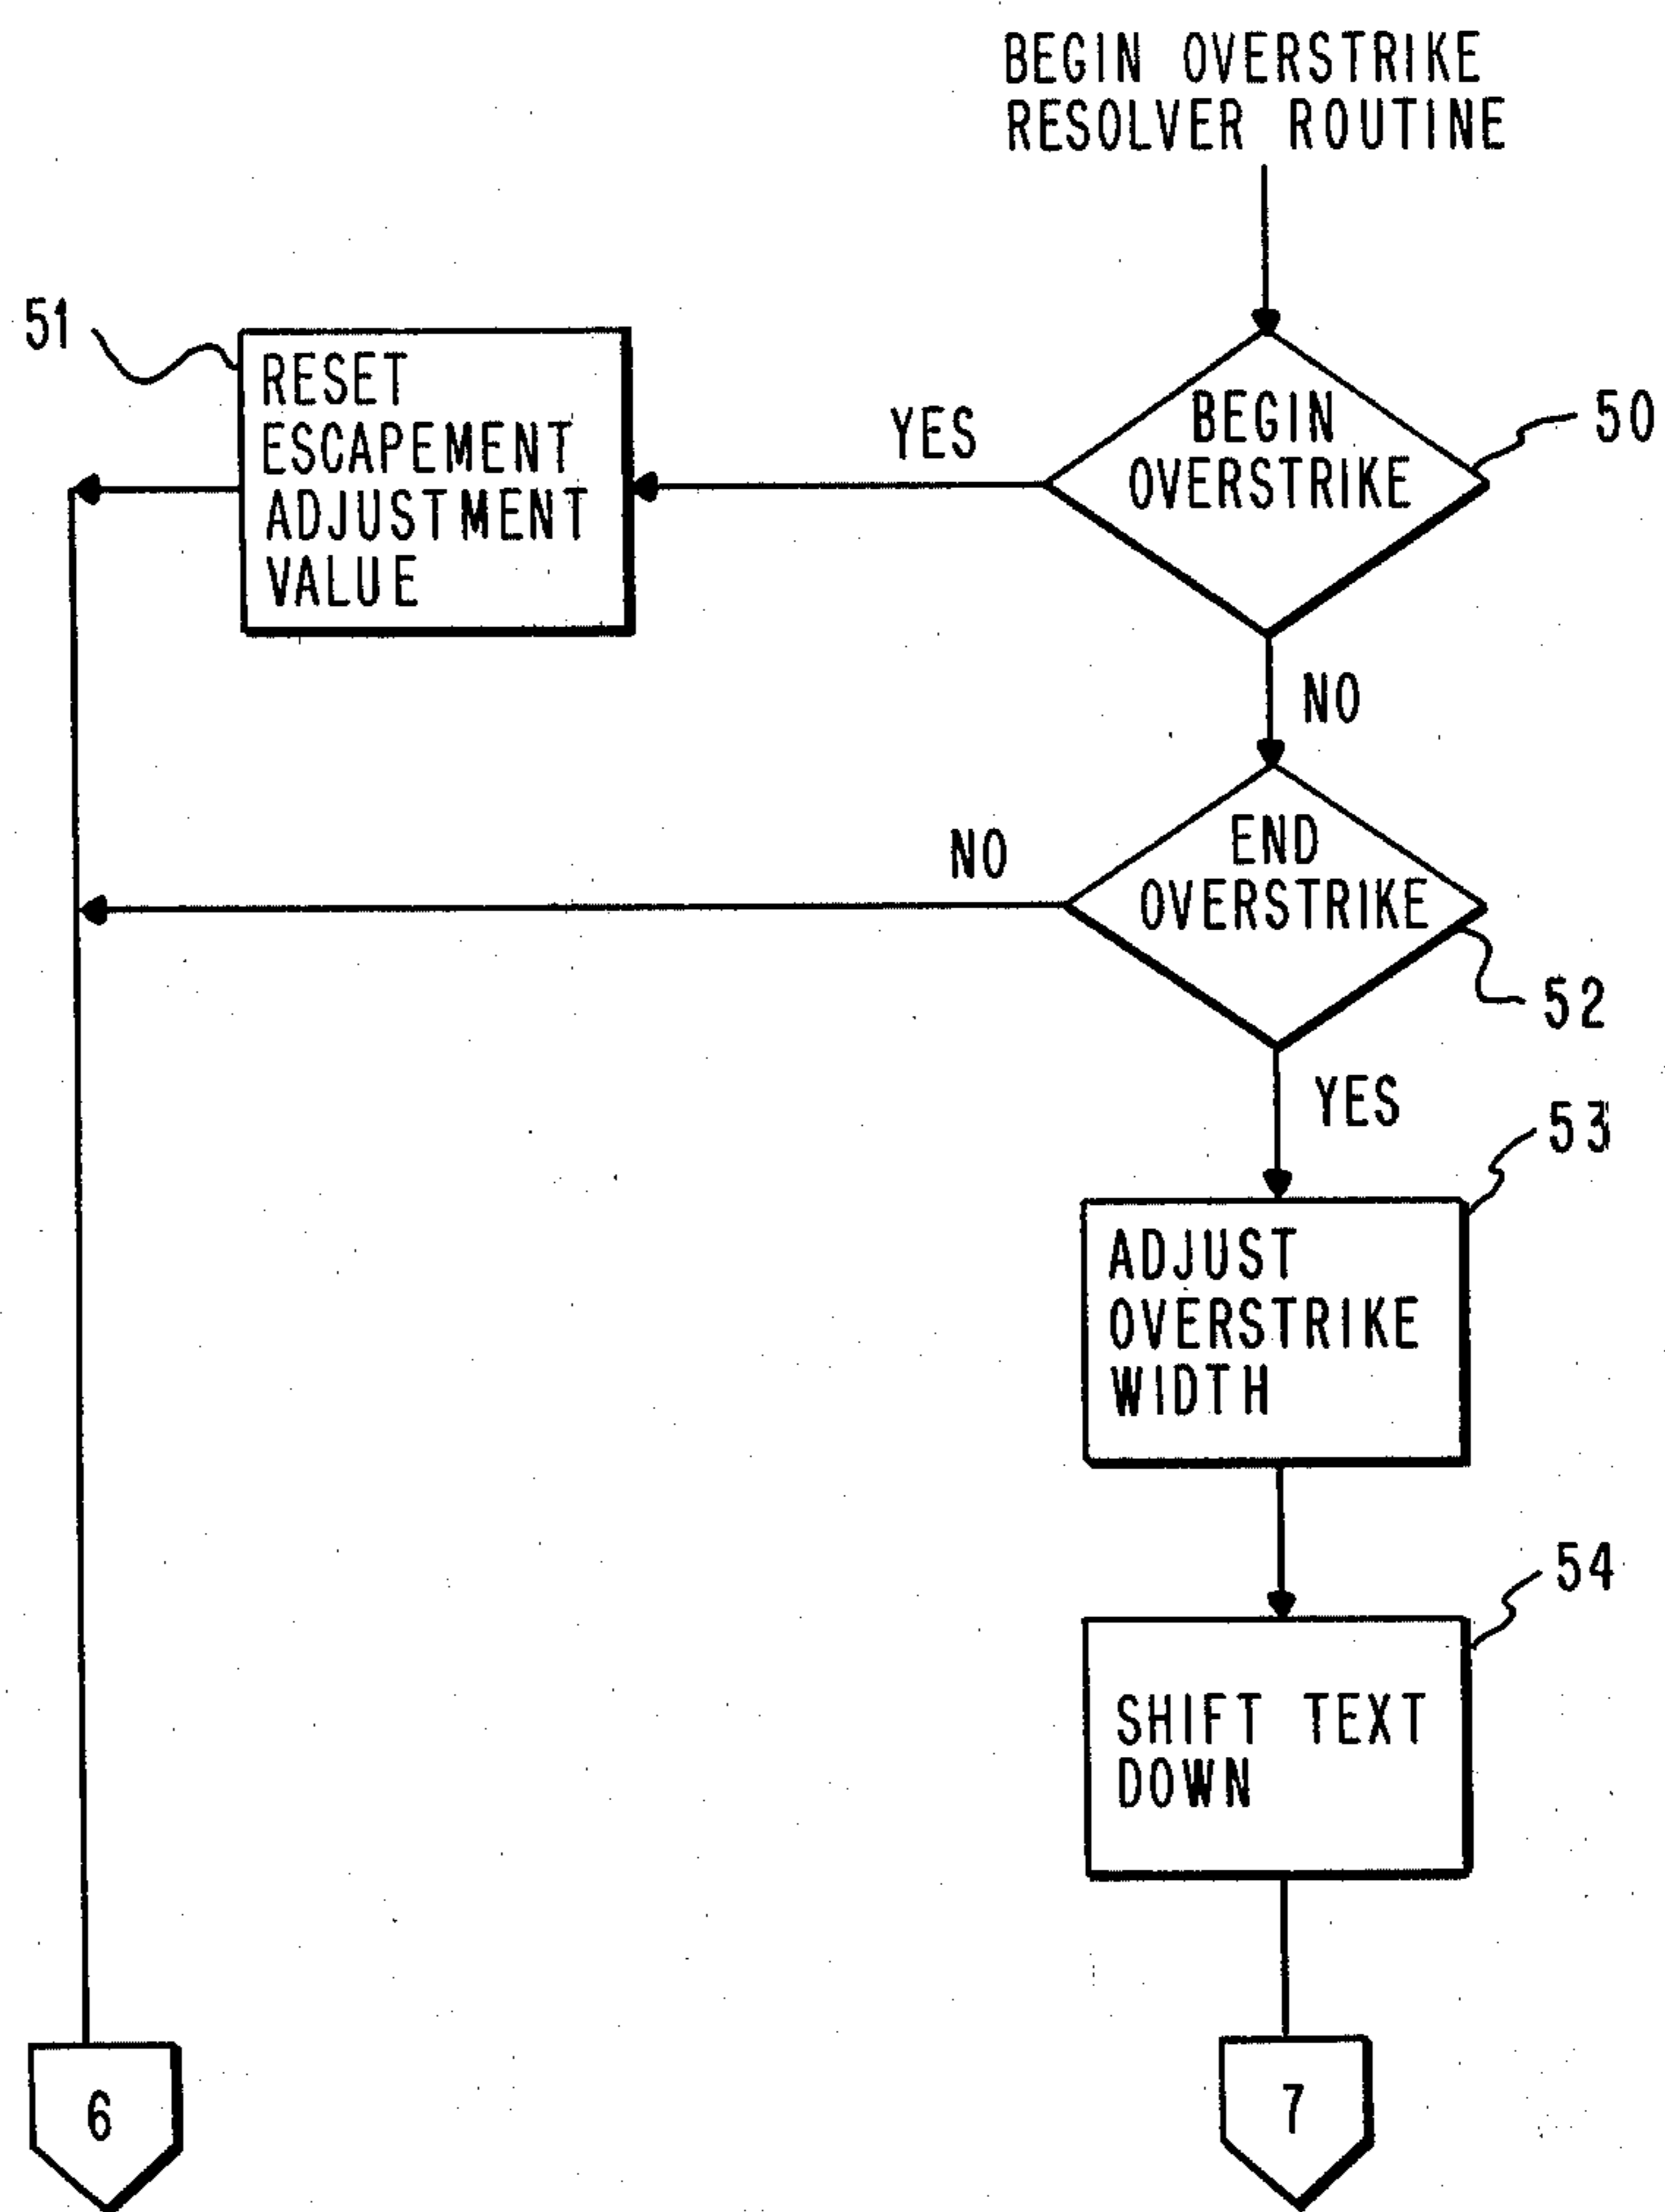 BEGIN OVERSTRIKE
RESOLVER ROUTINE
51
RESET
ESCAPEMENT
ADJUSTMENT
VALUE
YES
BEGIN
OVERSTRIKE
50
NO
NO
END
OVERSTRIKE
52
YES
53
ADJUST
OVERSTRIKE
WIDTH
54
SHIFT TEXT
DOWN
6
7